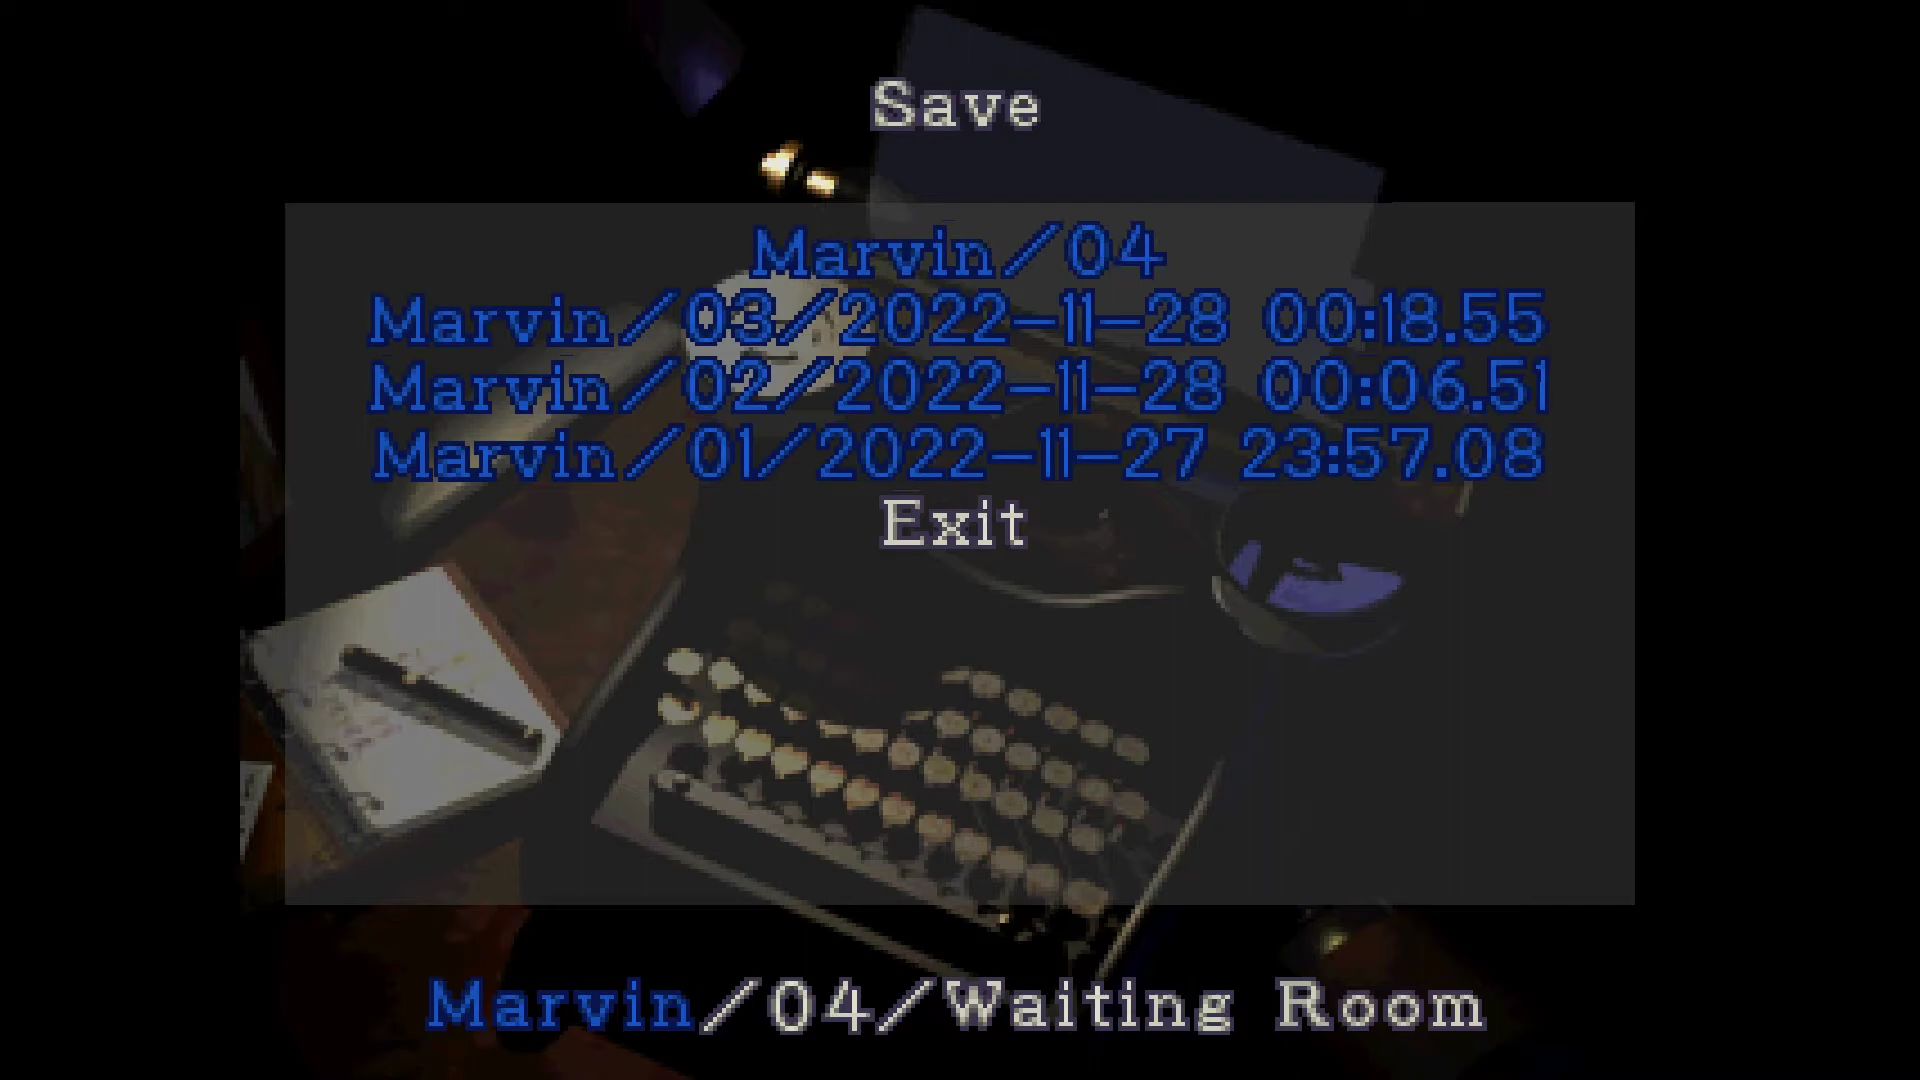 Save
Marvin/04
Marvin/03/2022-11-28 00:18.55
Marvin/02/2022-11-28 00:06.51
Marvin/01/2022-11-27 23:57.08
Exit
Marvin/04/Waiting Room